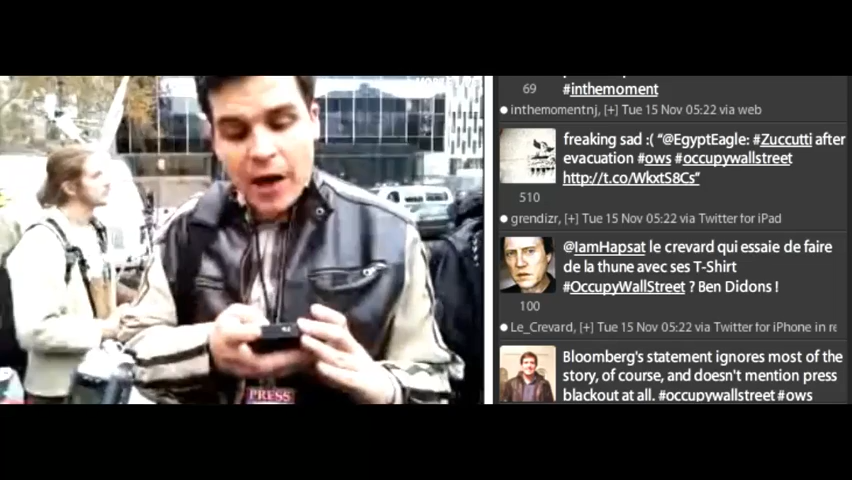 PRESS
69
#inthemoment
inthemomentnj, [+] Tue 15 Nov 05:22 via web
freaking sad :( "@EgyptEagle: #Zuccutti after
evacuation #ows #occupywallstreet
http://t.co/WkxtS8Cs"
510
grendizr, [+] Tue 15 Nov 05:22 via Twitter for iPad
@IamHapsat le crevard qui essaie de faire
de la thune avec ses T-Shirt
#OccupyWallStreet ? Ben Didons !
100
Le_Crevard, [+] Tue 15 Nov 05:22 via Twitter for iPhone in re
Bloomberg's statement ignores most of the
story, of course, and doesn't mention press
blackout at all. #occupywallstreet #ows